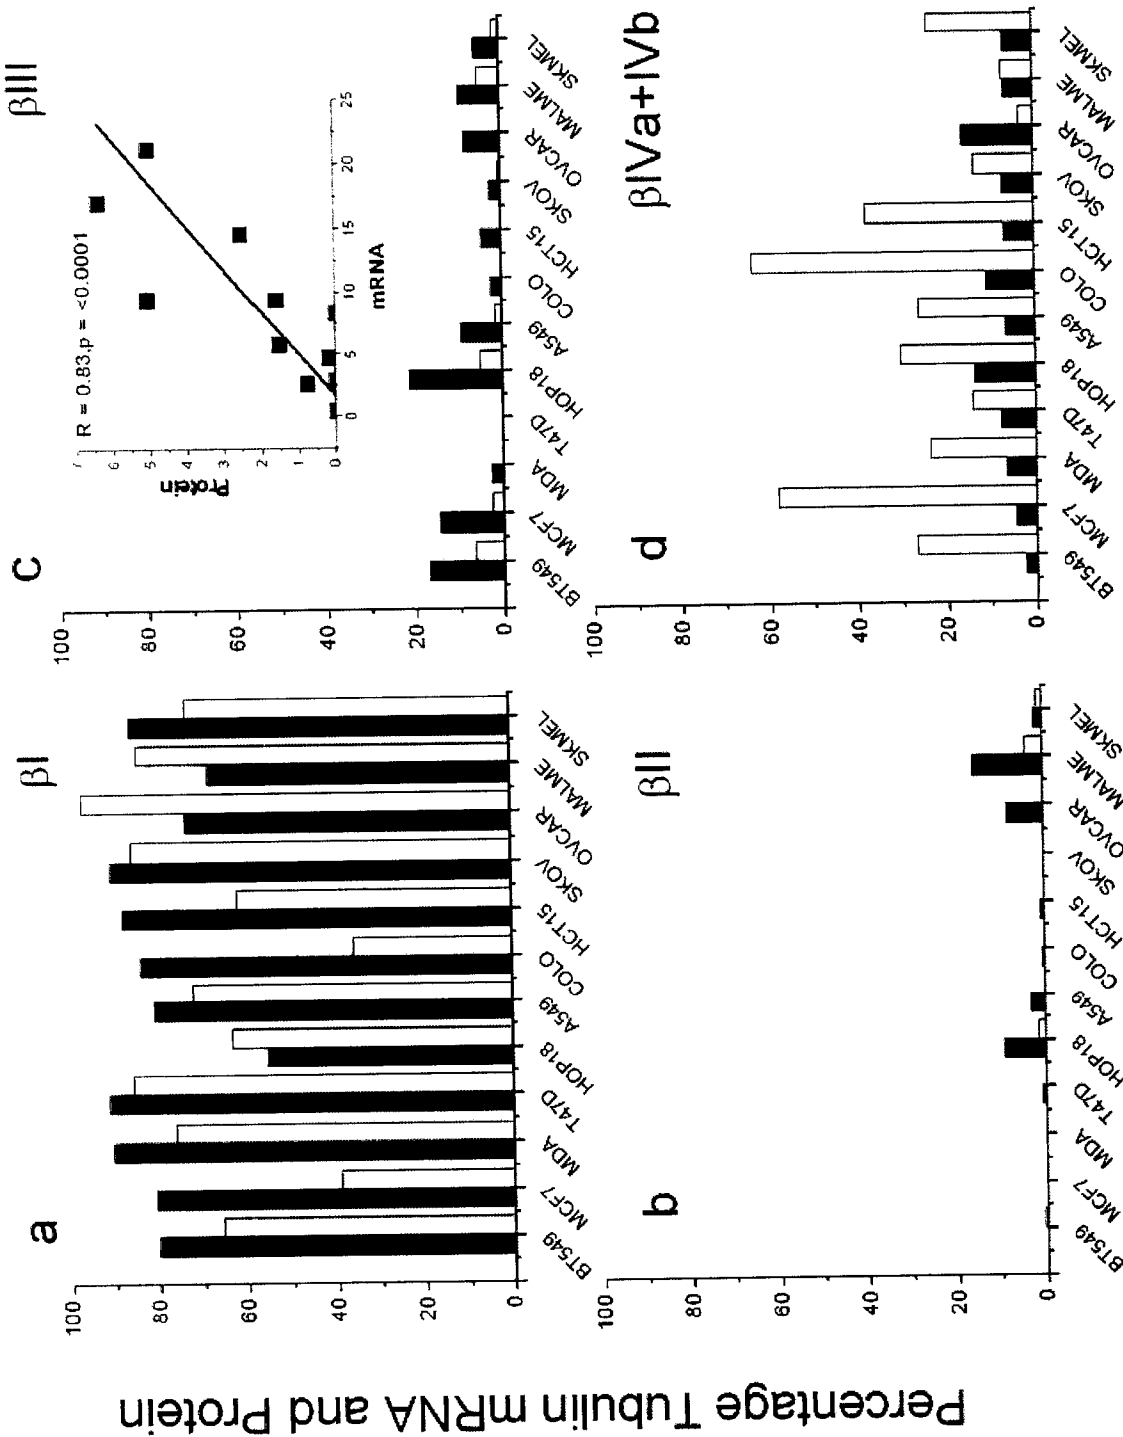 Percentage Tubulin mRNA and Protein
a
βI
100
80
60
40
20
0
BT549
MCF7
MDA
T47D
HOP18
A549
COLO
HCT15
SKOV
OVCAR
MALME
SKMEL
c
βIII
100
80
60
40
20
0
BT549
MCF7
MDA
T47D
HOP18
A549
COLO
HCT15
SKOV
OVCAR
MALME
SKMEL
R = 0.83,p = <0.0001
Protein
7
6
5
4
3
2
1
0
0
5
10
15
20
25
mRNA
b
βII
100
80
60
40
20
0
BT549
MCF7
MDA
T47D
HOP18
A549
COLO
HCT15
SKOV
OVCAR
MALME
SKMEL
d
βIVa+IVb
100
80
60
40
20
0
BT549
MCF7
MDA
T47D
HOP18
A549
COLO
HCT15
SKOV
OVCAR
MALME
SKMEL